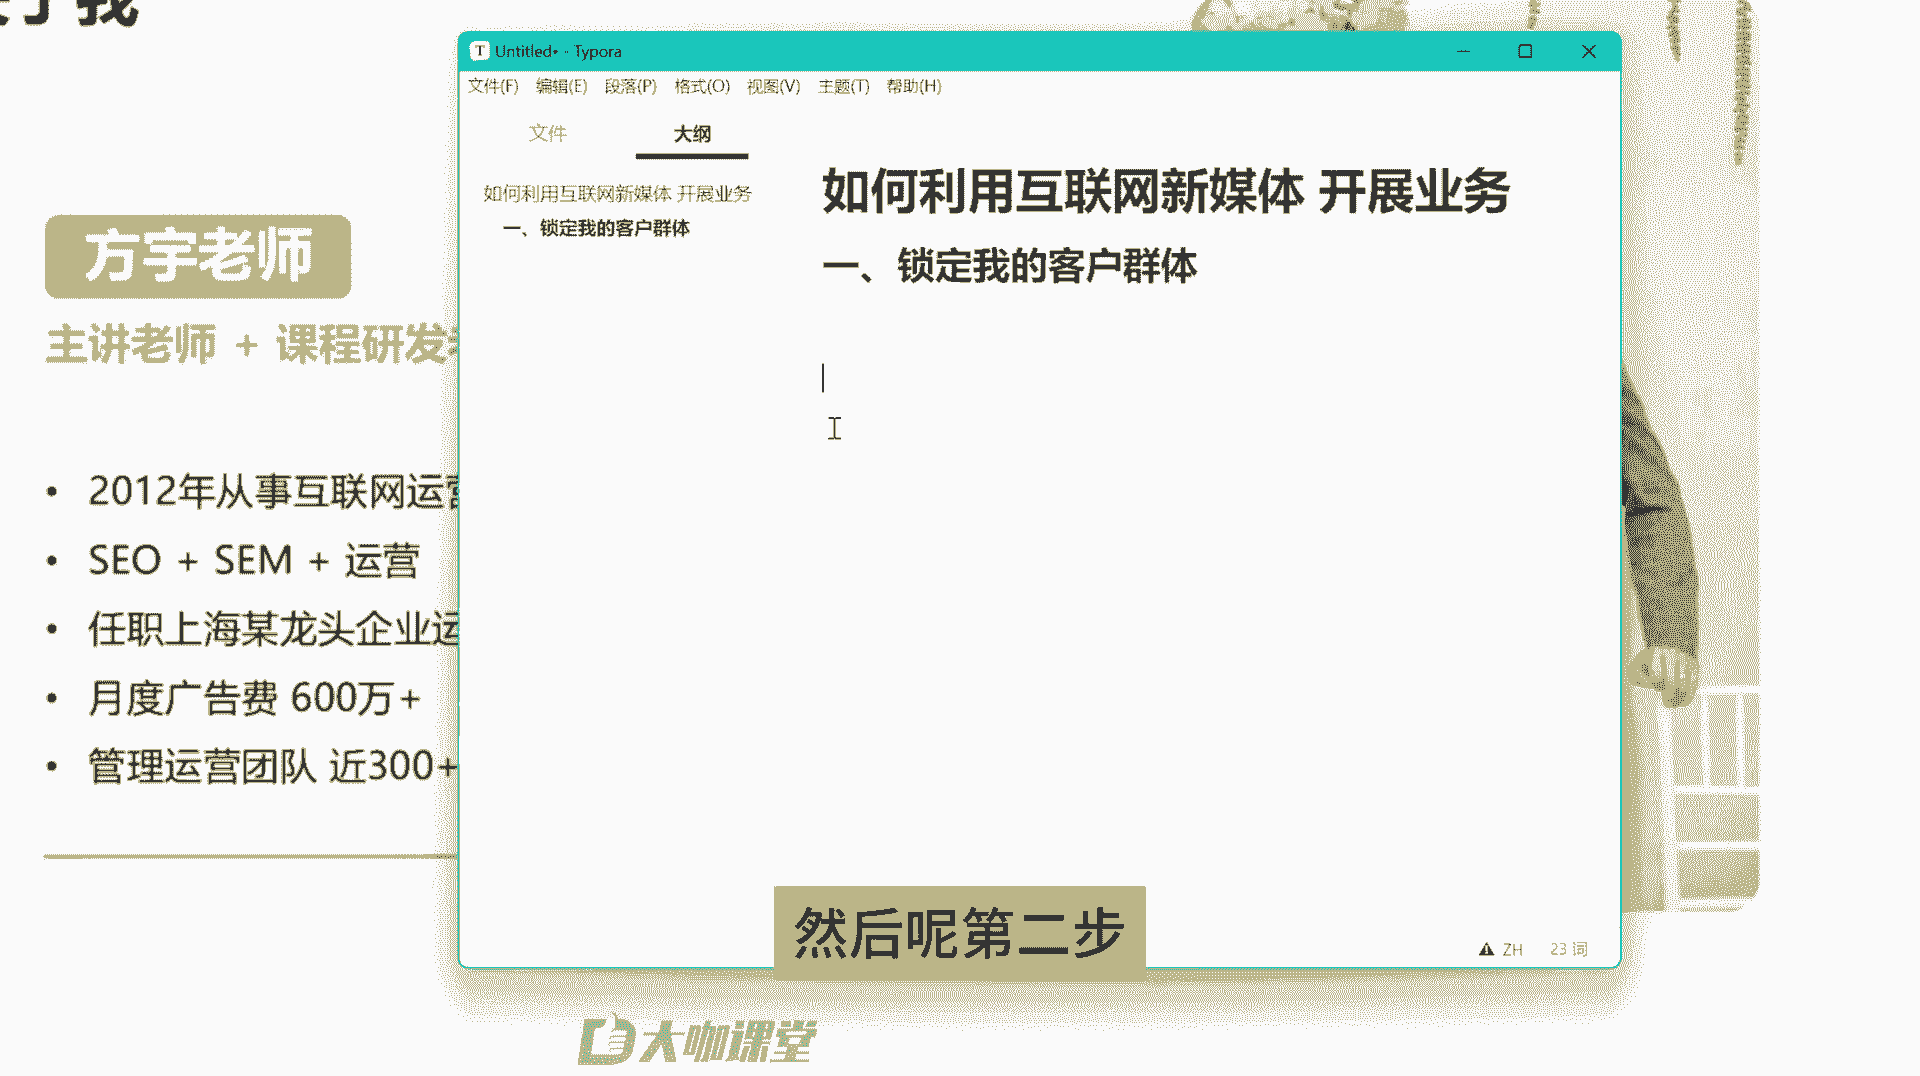 我
方宇老师
主讲老师 + 课程研发
2012年从事互联网运营
SEO + SEM + 运营
任职上海某龙头企业运
月度广告费 600万+
管理运营团队 近300+
Untitled• - Typora
文件(F) 编辑(E) 段落(P) 格式(O) 视图(V) 主题(T) 帮助(H)
文件 大纲
如何利用互联网新媒体 开展业务
一、锁定我的客户群体
如何利用互联网新媒体 开展业务
一、锁定我的客户群体
ZH 23 词
然后呢第二步
大咖课堂